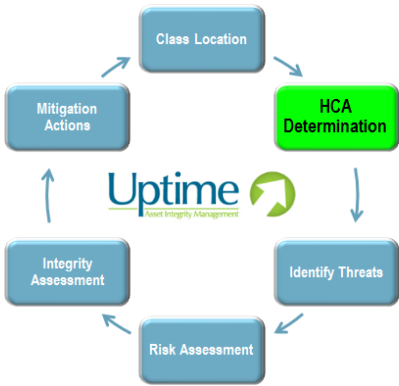 Class Location
HCA
Determination
Identify Threats
Risk Assessment
Integrity
Assessment
Mitigation
Actions
Uptime
Asset Integrity Management